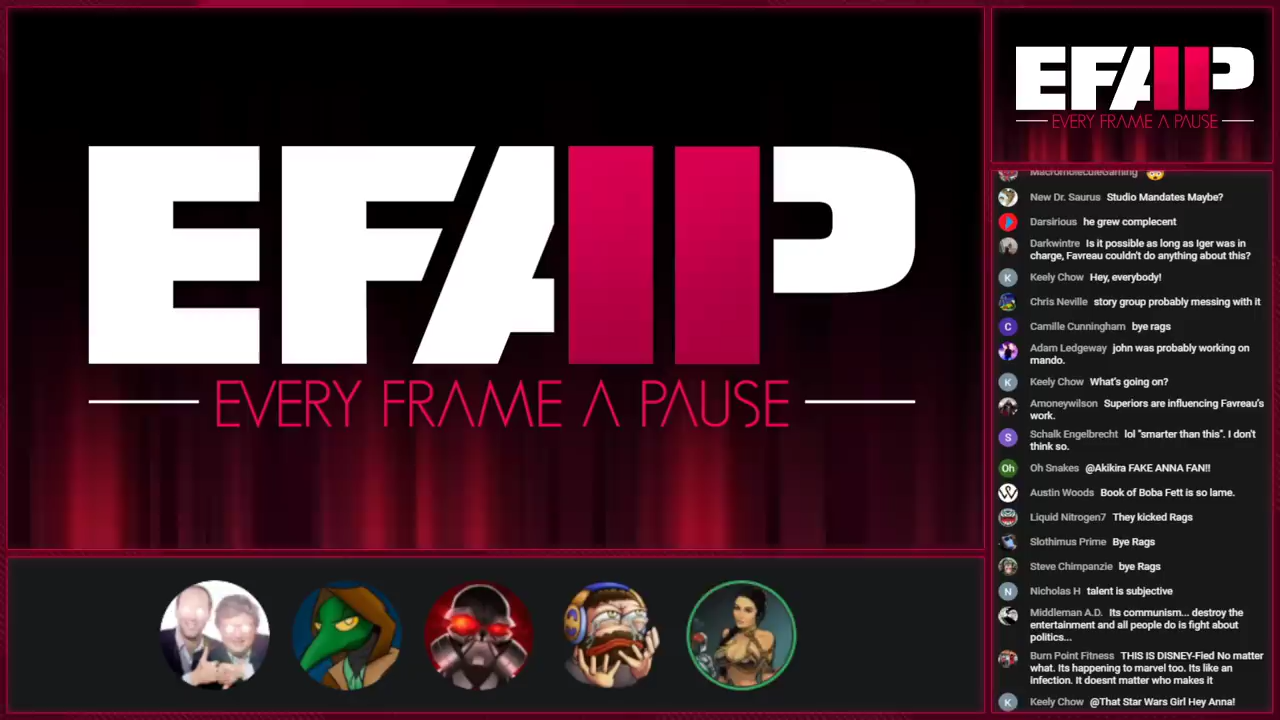 EFAP
EVERY FRAME A PAUSE
EFAP
EVERY FRAME A PAUSE
MacromoleculeGaming
New Dr. Saurus Studio Mandates Maybe?
Darsirious he grew complecent
Darkwintre Is it possible as long as Iger was in
charge, Favreau couldn't do anything about this?
K Keely Chow Hey, everybody!
Chris Neville story group probably messing with it
C Camille Cunningham bye rags
Adam Ledgeway john was probably working on
mando.
K Keely Chow What's going on?
Amoneywilson Superiors are influencing Favreau's
work.
S Schalk Engelbrecht lol "smarter than this". I don't
think so.
Oh Oh Snakes @Akikira FAKE ANNA FAN!!
Austin Woods Book of Boba Fett is so lame.
Liquid Nitrogen7 They kicked Rags
Slothimus Prime Bye Rags
Steve Chimpanzie bye Rags
N Nicholas H talent is subjective
Middleman A.D. Its communism... destroy the
entertainment and all people do is fight about
politics...
Burn Point Fitness THIS IS DISNEY-Fied No matter
what. Its happening to marvel too. Its like an
infection. It doesnt matter who makes it
K Keely Chow @That Star Wars Girl Hey Anna!